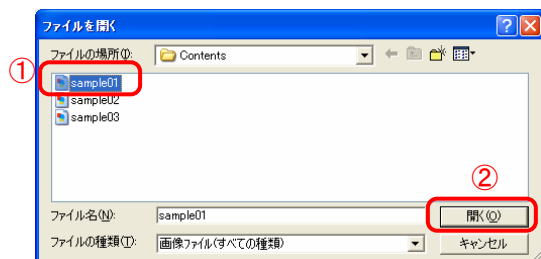 ファイルを開く
ファイルの場所(I): Contents
①
sample01
sample02
sample03
②
ファイル名(N): sample01 開く(O)
ファイルの種類(T): 画像ファイル(すべての種類) キャンセル